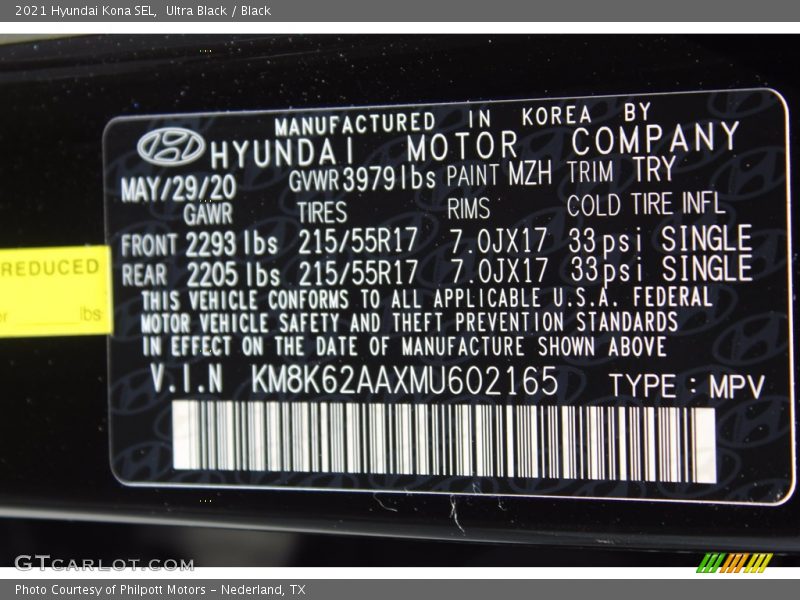 2021 Hyundai Kona SEL,  Ultra Black / Black
MANUFACTURED IN KOREA BY
HYUNDAI MOTOR COMPANY
MAY/29/20 GVWR 3979lbs PAINT MZH TRIM TRY
GAWR TIRES RIMS COLD TIRE INFL
FRONT 2293 lbs 215/55R17 7.0JX17 33psi SINGLE
REAR 2205 lbs 215/55R17 7.0JX17 33psi SINGLE
THIS VEHICLE CONFORMS TO ALL APPLICABLE U.S.A. FEDERAL
MOTOR VEHICLE SAFETY AND THEFT PREVENTION STANDARDS
IN EFFECT ON THE DATE OF MANUFACTURE SHOWN ABOVE
V.I.N KM8K62AAXMU602165 TYPE : MPV
REDUCED
or lbs
GTCARLOT.COM
Photo Courtesy of Philpott Motors - Nederland, TX